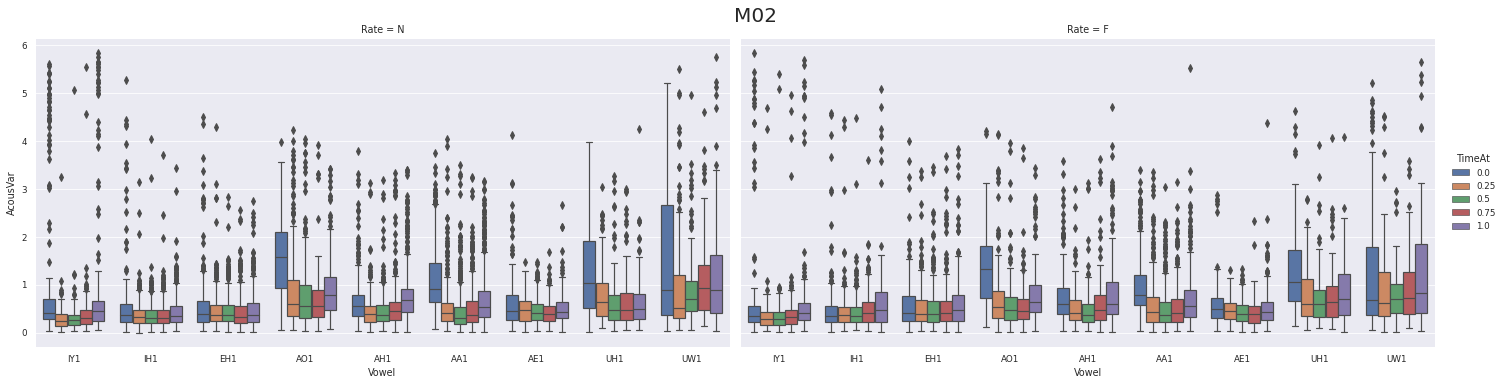 M02
Rate = N
Rate = F
AcousVar
6
5
4
3
2
1
0
IY1 IH1 EH1 AO1 AH1 AA1 AE1 UH1 UW1
Vowel
IY1 IH1 EH1 AO1 AH1 AA1 AE1 UH1 UW1
Vowel
TimeAt
0.0
0.25
0.5
0.75
1.0